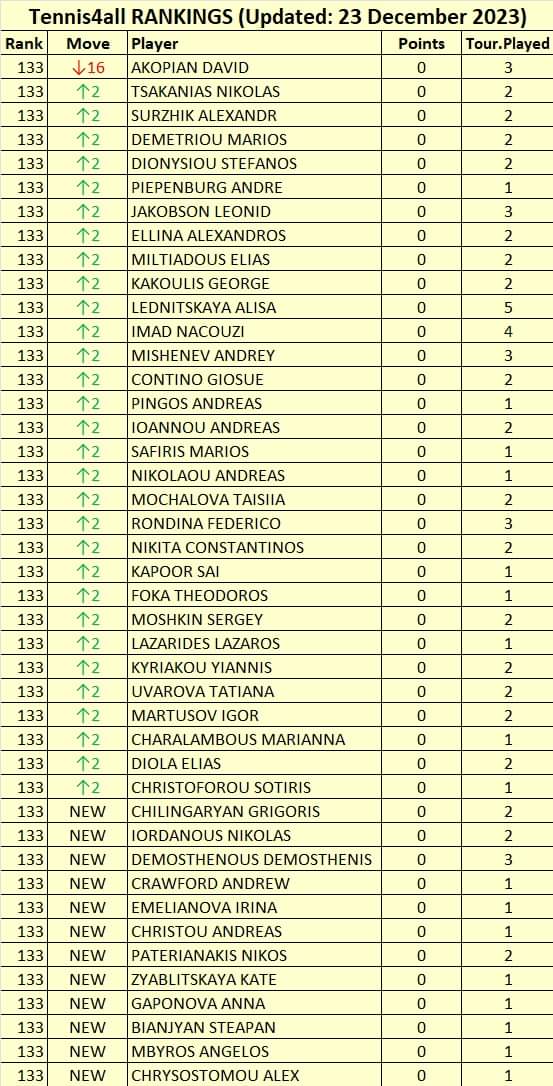 Tennis4all RANKINGS (Updated: 23 December 2023)
Rank Move Player Points Tour.Played
133 ↓16 AKOPIAN DAVID 0 3
133 ↑2 TSAKANIAS NIKOLAS 0 2
133 ↑2 SURZHIK ALEXANDR 0 2
133 ↑2 DEMETRIOU MARIOS 0 2
133 ↑2 DIONYSIOU STEFANOS 0 2
133 ↑2 PIEPENBURG ANDRE 0 1
133 ↑2 JAKOBSON LEONID 0 3
133 ↑2 ELLINA ALEXANDROS 0 2
133 ↑2 MILTIADOUS ELIAS 0 2
133 ↑2 KAKOULIS GEORGE 0 2
133 ↑2 LEDNITSKAYA ALISA 0 5
133 ↑2 IMAD NACOUZI 0 4
133 ↑2 MISHENEV ANDREY 0 3
133 ↑2 CONTINO GIOSUE 0 2
133 ↑2 PINGOS ANDREAS 0 1
133 ↑2 IOANNOU ANDREAS 0 2
133 ↑2 SAFIRIS MARIOS 0 1
133 ↑2 NIKOLAOU ANDREAS 0 1
133 ↑2 MOCHALOVA TAISIIA 0 2
133 ↑2 RONDINA FEDERICO 0 3
133 ↑2 NIKITA CONSTANTINOS 0 2
133 ↑2 KAPOOR SAI 0 1
133 ↑2 FOKA THEODOROS 0 1
133 ↑2 MOSHKIN SERGEY 0 2
133 ↑2 LAZARIDES LAZAROS 0 1
133 ↑2 KYRIAKOU YIANNIS 0 2
133 ↑2 UVAROVA TATIANA 0 2
133 ↑2 MARTUSOV IGOR 0 2
133 ↑2 CHARALAMBOUS MARIANNA 0 1
133 ↑2 DIOLA ELIAS 0 2
133 ↑2 CHRISTOFOROU SOTIRIS 0 1
133 NEW CHILINGARYAN GRIGORIS 0 2
133 NEW IORDANOUS NIKOLAS 0 2
133 NEW DEMOSTHENOUS DEMOSTHENIS 0 3
133 NEW CRAWFORD ANDREW 0 1
133 NEW EMELIANOVA IRINA 0 1
133 NEW CHRISTOU ANDREAS 0 1
133 NEW PATERIANAKIS NIKOS 0 2
133 NEW ZYABLITSKAYA KATE 0 1
133 NEW GAPONOVA ANNA 0 1
133 NEW BIANJYAN STEAPAN 0 1
133 NEW MBYROS ANGELOS 0 1
133 NEW CHRYSOSTOMOU ALEX 0 1